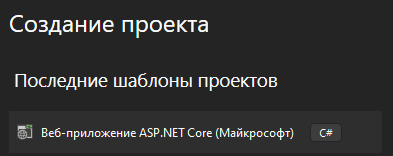 Создание проекта
Последние шаблоны проектов
Веб-приложение ASP.NET Core (Майкрософт) C#